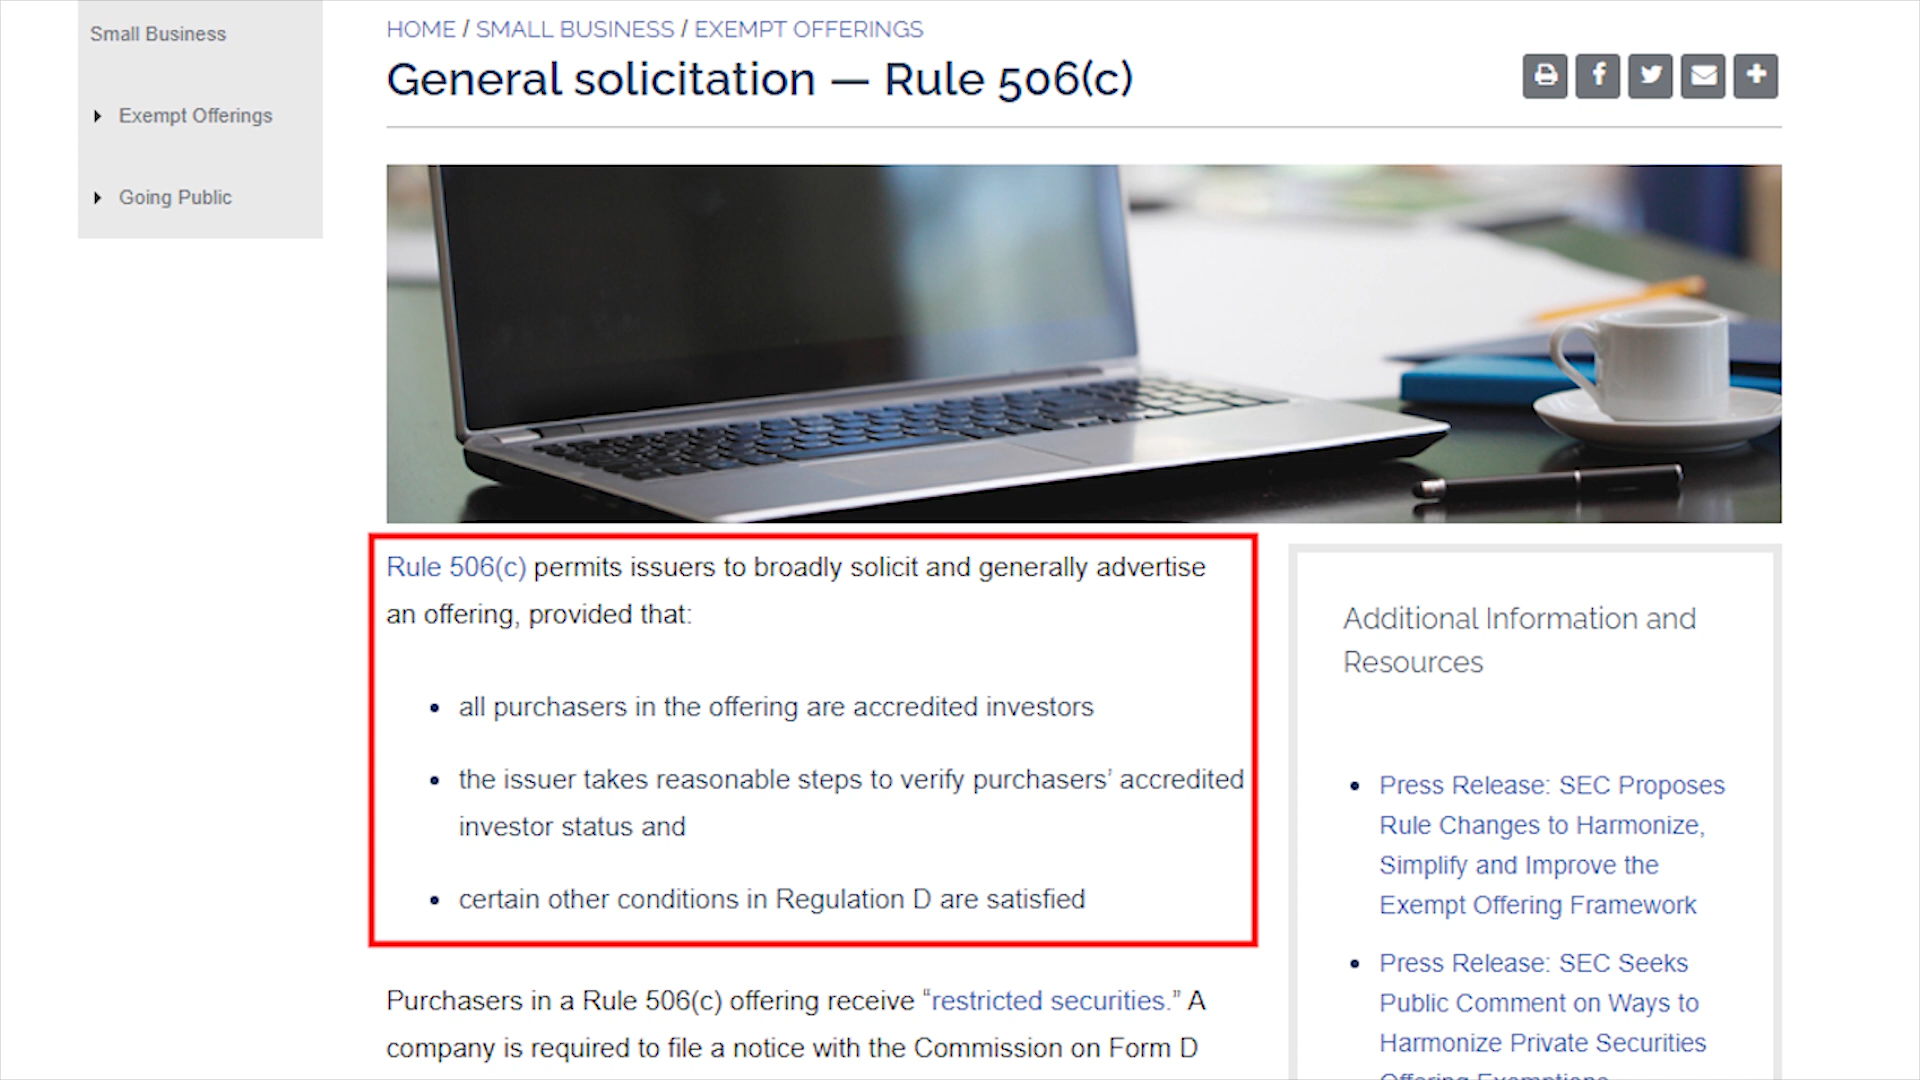 Small Business
Exempt Offerings
Going Public
HOME / SMALL BUSINESS / EXEMPT OFFERINGS
General solicitation — Rule 506(c)
Rule 506(c) permits issuers to broadly solicit and generally advertise
an offering, provided that:
all purchasers in the offering are accredited investors
the issuer takes reasonable steps to verify purchasers’ accredited
investor status and
certain other conditions in Regulation D are satisfied
Purchasers in a Rule 506(c) offering receive “restricted securities.” A
company is required to file a notice with the Commission on Form D
Additional Information and
Resources
Press Release: SEC Proposes
Rule Changes to Harmonize,
Simplify and Improve the
Exempt Offering Framework
Press Release: SEC Seeks
Public Comment on Ways to
Harmonize Private Securities
Offering Exemptions